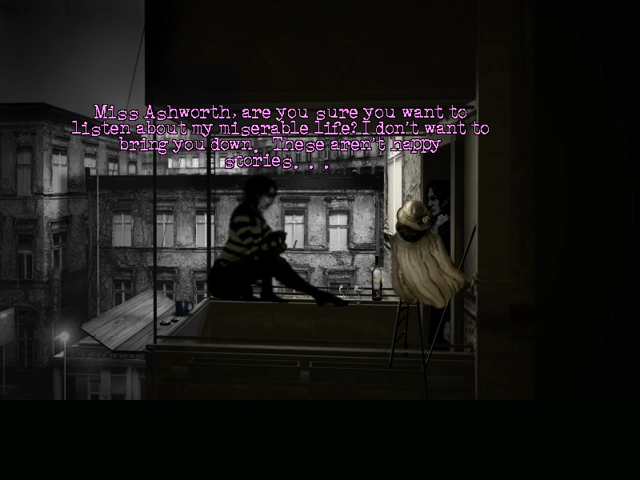 Miss Ashworth, are you sure you want to
listen about my miserable life? I don't want to
bring you down. These aren't happy
stories. . .